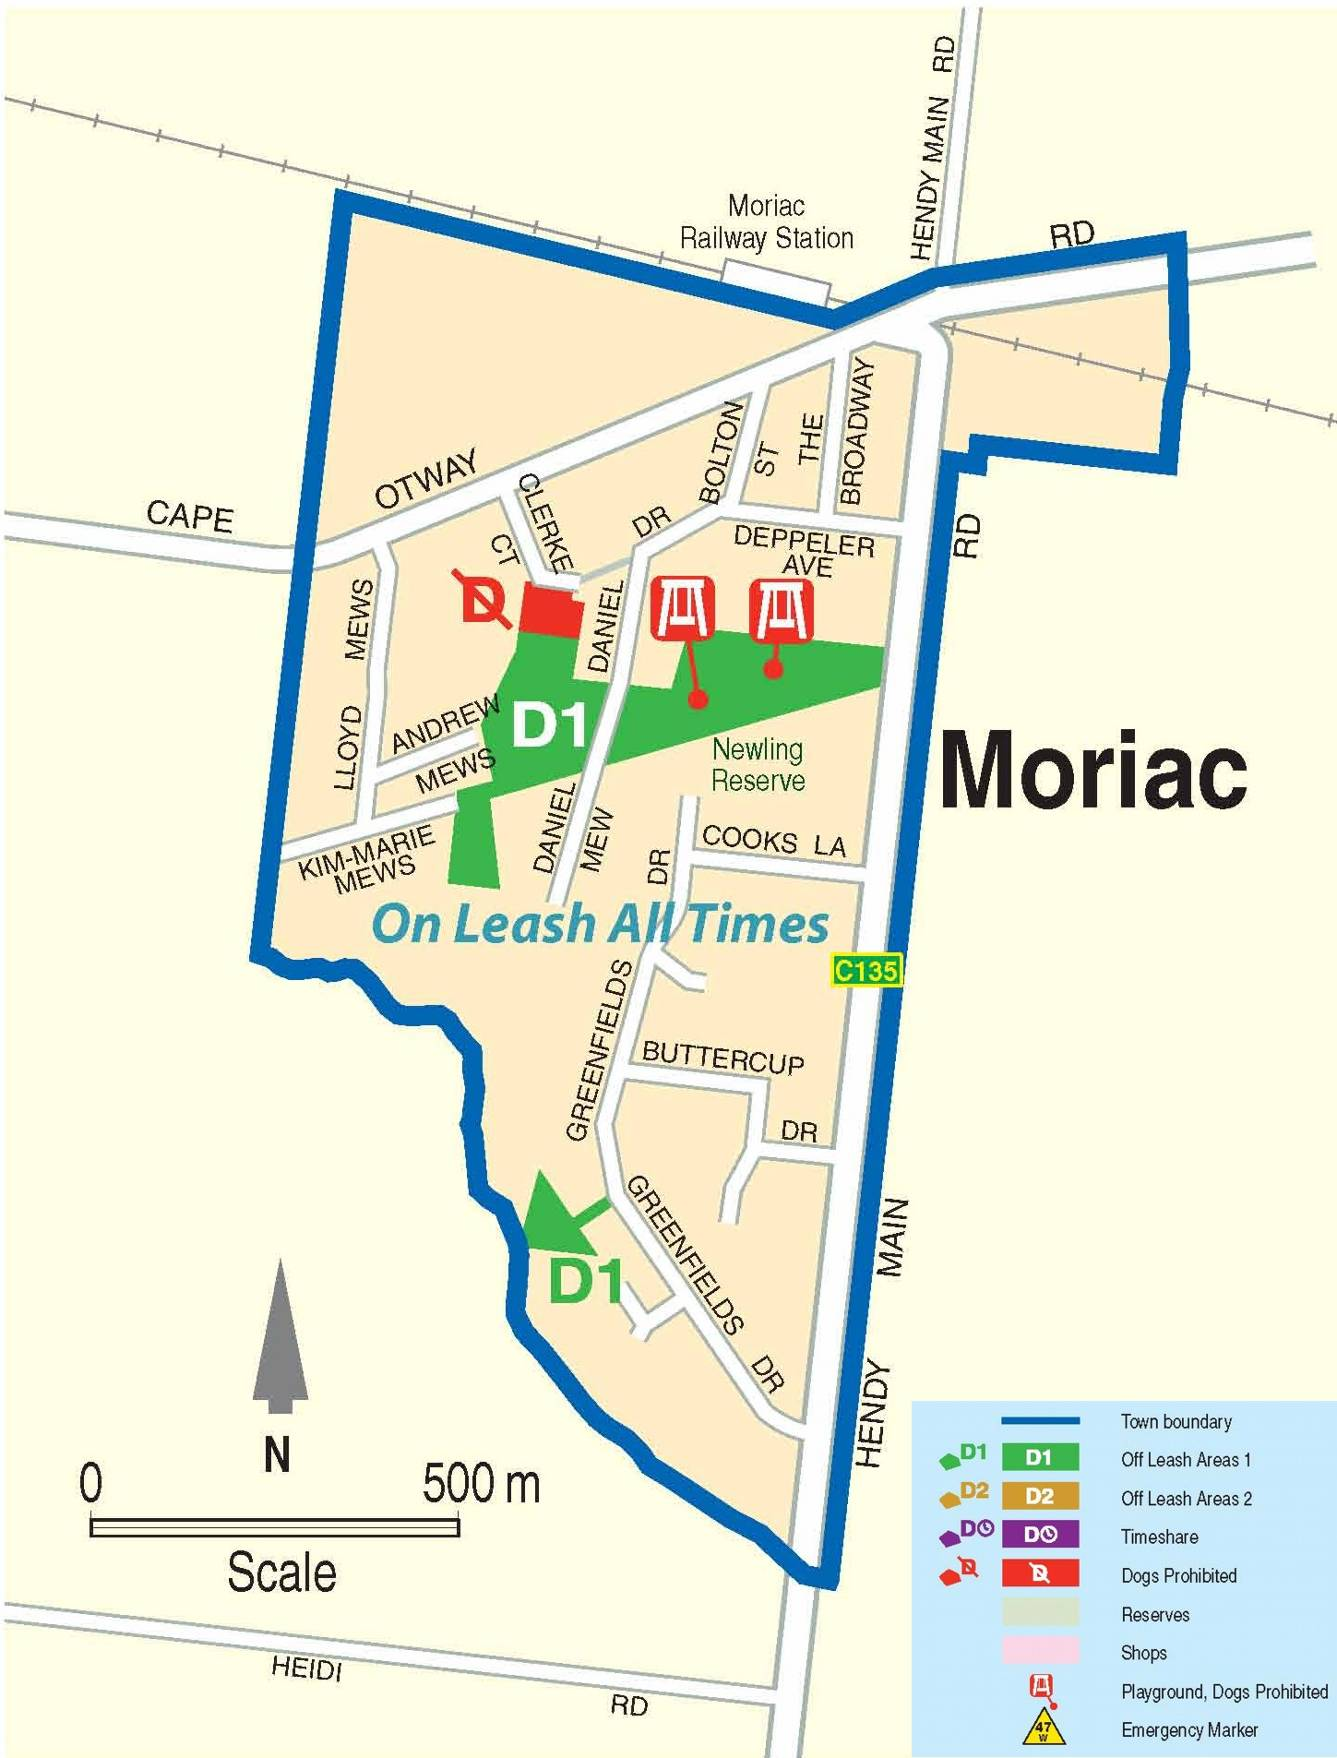 HENDY MAIN RD
Moriac
Railway Station
RD
CAPE
OTWAY
CLERKE
CT
DR
BOLTON
ST
THE
BROADWAY
DEPPELER
AVE
RD
MEWS
LLOYD
D
DANIEL
ANDREW
MEWS
D1
Newling
Reserve
Moriac
KIM-MARIE
MEWS
DANIEL
MEW
DR
COOKS LA
On Leash All Times
C135
GREENFIELDS
BUTTERCUP
DR
D1
GREENFIELDS
DR
MAIN
HENDY
N
0 500 m
Scale
HEIDI
RD
Town boundary
D1 D1 Off Leash Areas 1
D2 D2 Off Leash Areas 2
D D Timeshare
D D Dogs Prohibited
Reserves
Shops
Playground, Dogs Prohibited
47
W
Emergency Marker